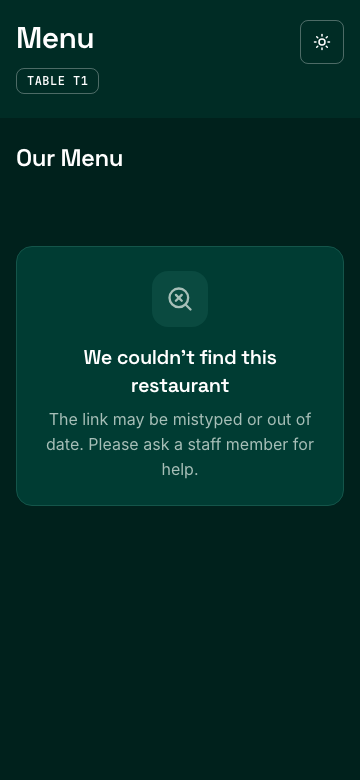 Menu
TABLE T1
Our Menu
We couldn't find this
restaurant
The link may be mistyped or out of
date. Please ask a staff member for
help.